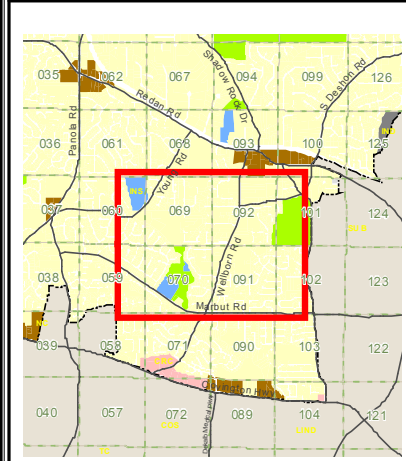 035 062 067 094 099 126
Redan Rd
Shadow Rock Dr
S Deshon Rd
Panola Rd
036 061 068 093 100 125
Young Rd
INS
037 060 069 092 101 124
Wellborn Rd
038 059 070 091 102 123
Marbut Rd
039 058 071 090 103 122
Covington Hwy
040 057 072 089 104 121